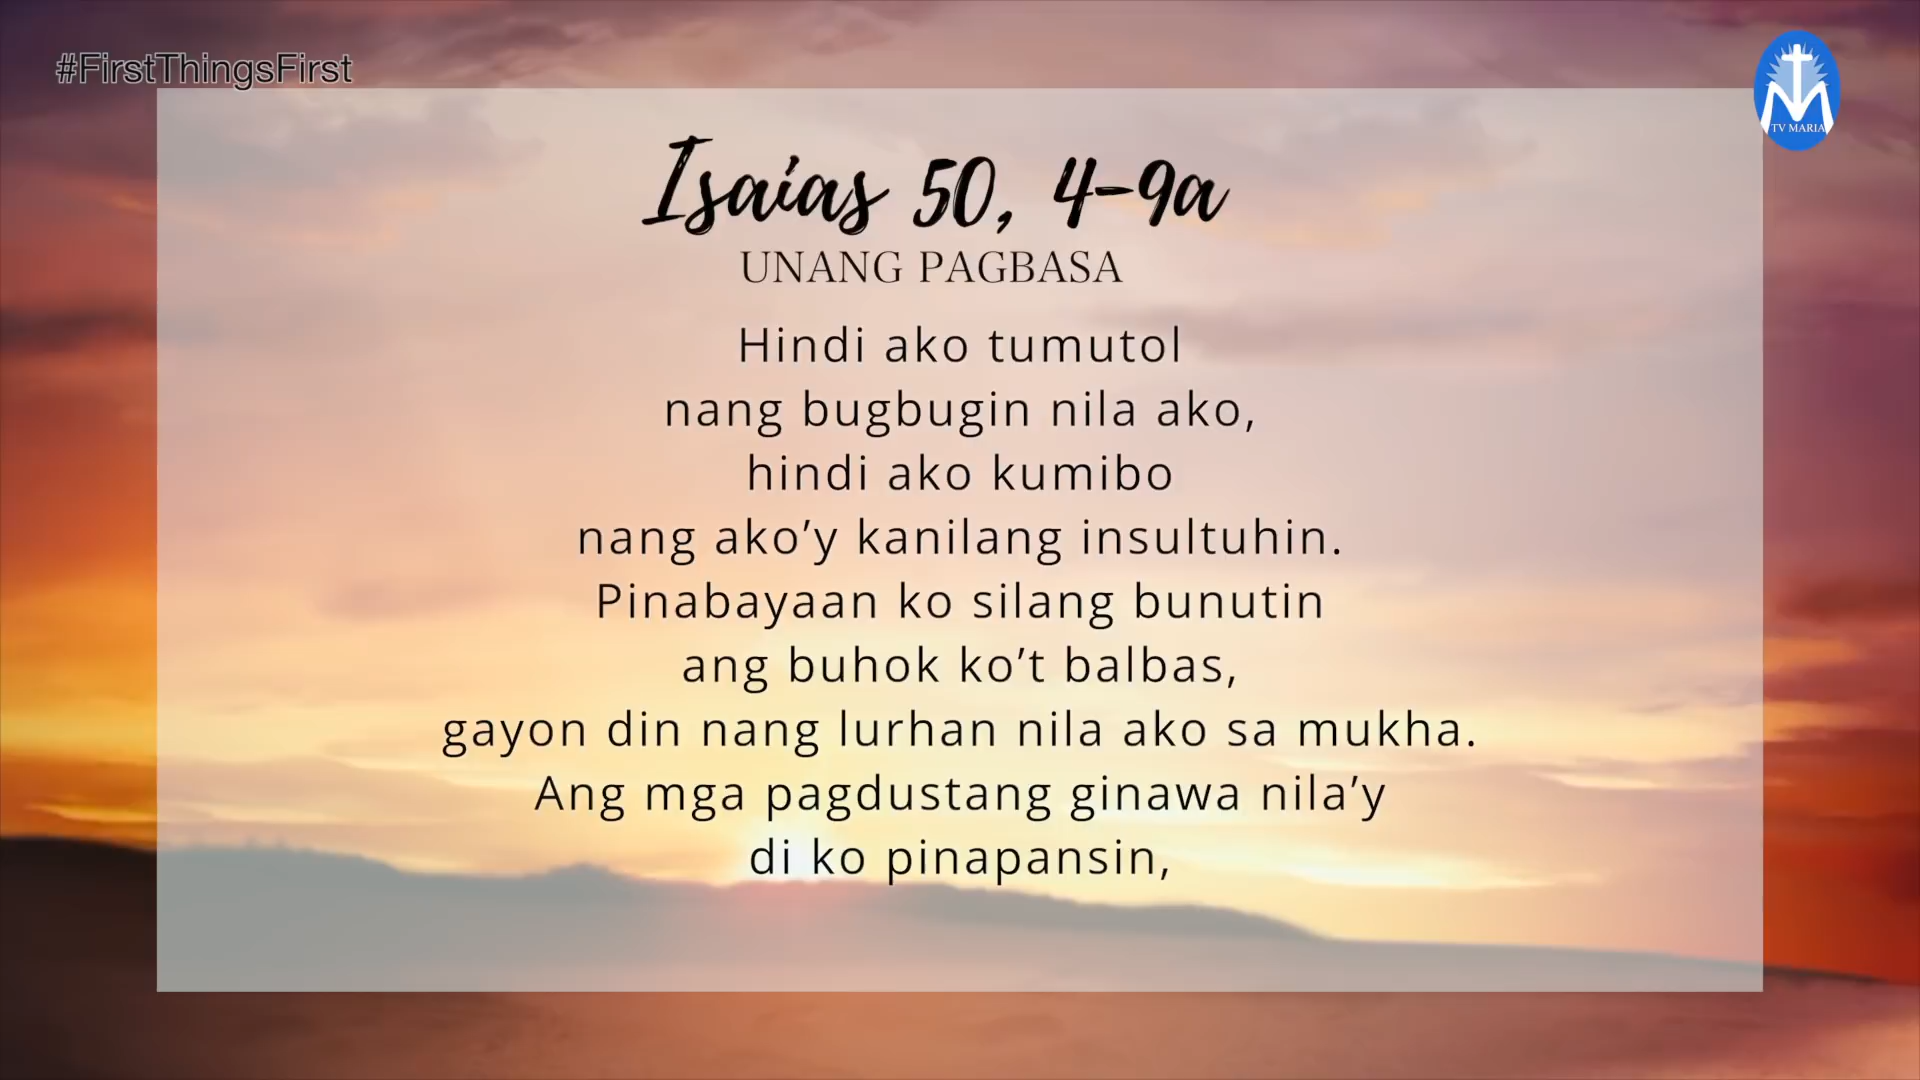 #FirstThingsFirst
TV MARIA
Isaias 50, 4-9a
UNANG PAGBASA
Hindi ako tumutol
nang bugbugin nila ako,
hindi ako kumibo
nang ako’y kanilang insultuhin.
Pinabayaan ko silang bunutin
ang buhok ko’t balbas,
gayon din nang lurhan nila ako sa mukha.
Ang mga pagdustang ginawa nila’y
di ko pinapansin,